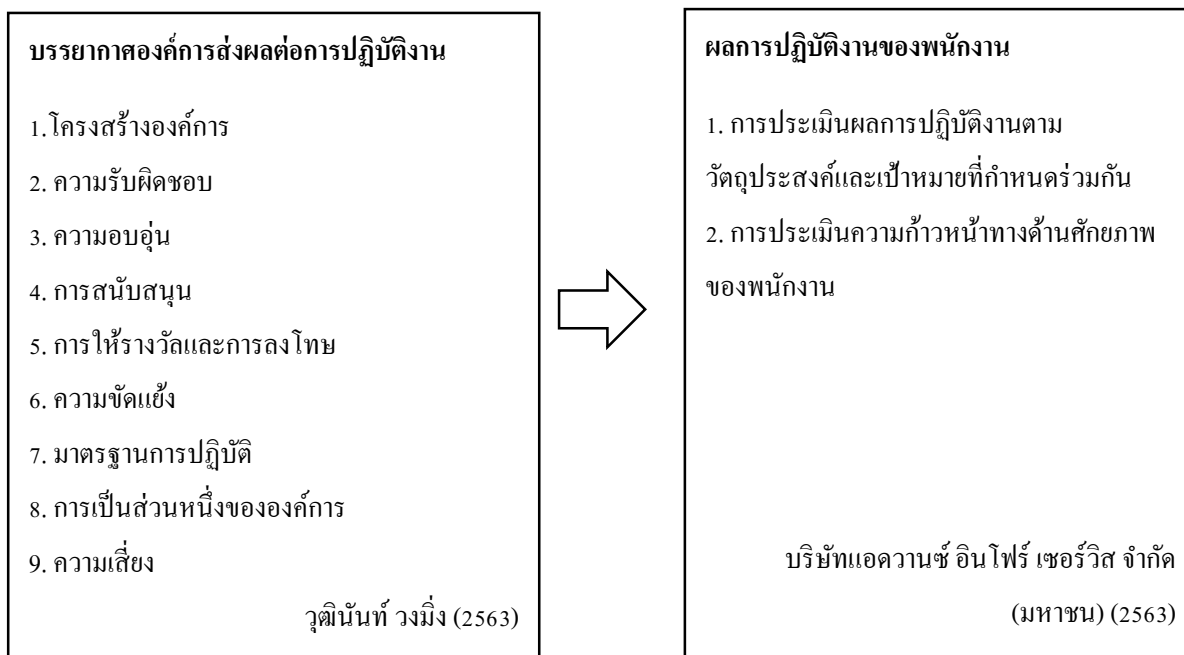 บรรยากาศองค์การส่งผลต่อการปฏิบัติงาน
1.โครงสร้างองค์การ
2. ความรับผิดชอบ
3. ความอบอุ่น
4. การสนับสนุน
5. การให้รางวัลและการลงโทษ
6. ความขัดแย้ง
7. มาตรฐานการปฏิบัติ
8. การเป็นส่วนหนึ่งขององค์การ
9. ความเสี่ยง
วุฒินันท์ วงมิ่ง (2563)
ผลการปฏิบัติงานของพนักงาน
1. การประเมินผลการปฏิบัติงานตาม
วัตถุประสงค์และเป้าหมายที่กำหนดร่วมกัน
2. การประเมินความก้าวหน้าทางด้านศักยภาพ
ของพนักงาน
บริษัทแอดวานซ์ อินโฟร์ เซอร์วิส จำกัด
(มหาชน) (2563)